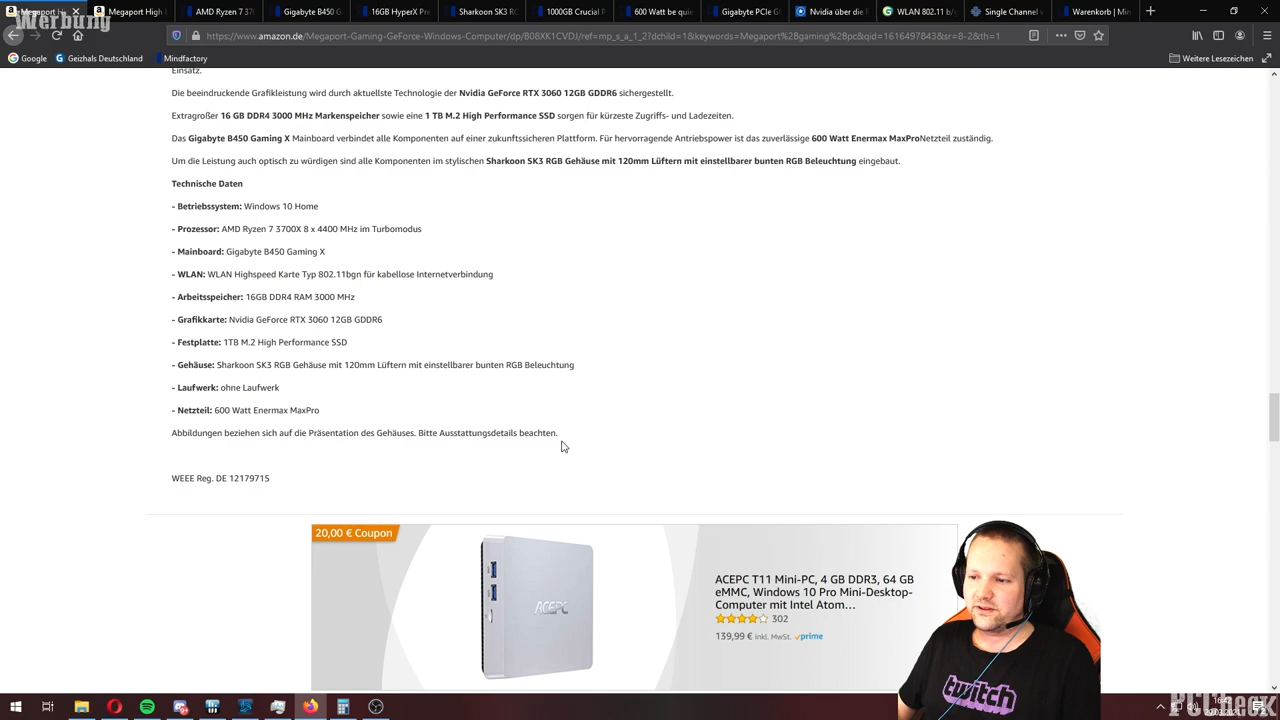 Werbung
Megaport Hi
Megaport High
AMD Ryzen 7 370
Gigabyte B450 G
16GB HyperX Pre
Sharkoon SK3 RG
1000GB Crucial P
600 Watt be quie
Gigabyte GeForce
Nvidia über die F
WLAN 802.11 b/g
Single Channel v
Warenkorb | Min
https://www.amazon.de/Megaport-Gaming-GeForce-Windows-Computer/dp/B08XK1CVDJ/ref=mp_s_a_1_2?dchild=1&keywords=Megaport%2Bgaming%2Bpc&qid=1616497843&sr=8-2&th=1
Google Geizhals Deutschland Mindfactory Weitere Lesezeichen
Einsatz.
Die beeindruckende Grafikleistung wird durch aktuellste Technologie der Nvidia GeForce RTX 3060 12GB GDDR6 sichergestellt.
Extragroßer 16 GB DDR4 3000 MHz Markenspeicher sowie eine 1 TB M.2 High Performance SSD sorgen für kürzeste Zugriffs- und Ladezeiten.
Das Gigabyte B450 Gaming X Mainboard verbindet alle Komponenten auf einer zukunftssicheren Plattform. Für hervorragende Antriebspower ist das zuverlässige 600 Watt Enermax MaxProNetzteil zuständig.
Um die Leistung auch optisch zu würdigen sind alle Komponenten im stylischen Sharkoon SK3 RGB Gehäuse mit 120mm Lüftern mit einstellbarer bunten RGB Beleuchtung eingebaut.
Technische Daten
- Betriebssystem: Windows 10 Home
- Prozessor: AMD Ryzen 7 3700X 8 x 4400 MHz im Turbomodus
- Mainboard: Gigabyte B450 Gaming X
- WLAN: WLAN Highspeed Karte Typ 802.11bgn für kabellose Internetverbindung
- Arbeitsspeicher: 16GB DDR4 RAM 3000 MHz
- Grafikkarte: Nvidia GeForce RTX 3060 12GB GDDR6
- Festplatte: 1TB M.2 High Performance SSD
- Gehäuse: Sharkoon SK3 RGB Gehäuse mit 120mm Lüftern mit einstellbarer bunten RGB Beleuchtung
- Laufwerk: ohne Laufwerk
- Netzteil: 600 Watt Enermax MaxPro
Abbildungen beziehen sich auf die Präsentation des Gehäuses. Bitte Ausstattungsdetails beachten.
WEEE Reg. DE 12179715
20,00 € Coupon
ACEPC
ACEPC T11 Mini-PC, 4 GB DDR3, 64 GB
eMMC, Windows 10 Pro Mini-Desktop-
Computer mit Intel Atom…
302
139,99 € inkl. MwSt. prime
twitch